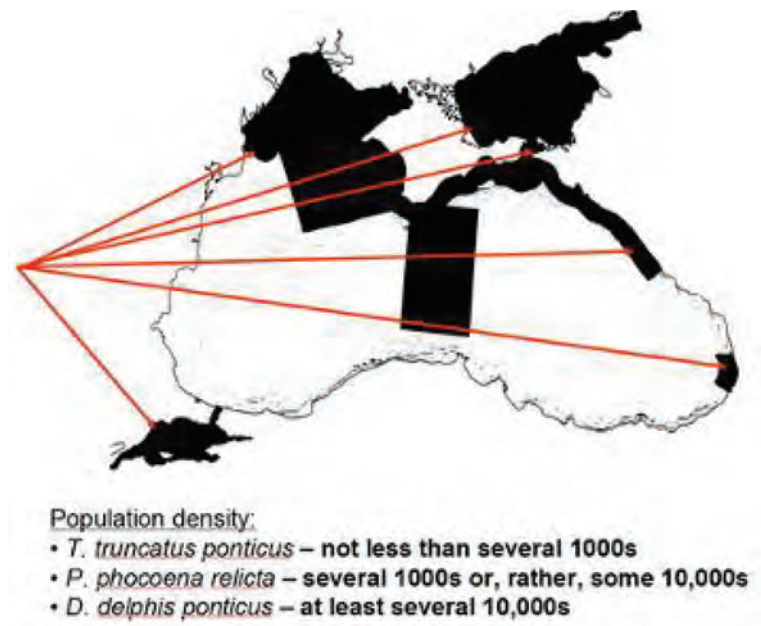 Population density:
• T. truncatus ponticus – not less than several 1000s
• P. phocoena relicta – several 1000s or, rather, some 10,000s
• D. delphis ponticus – at least several 10,000s